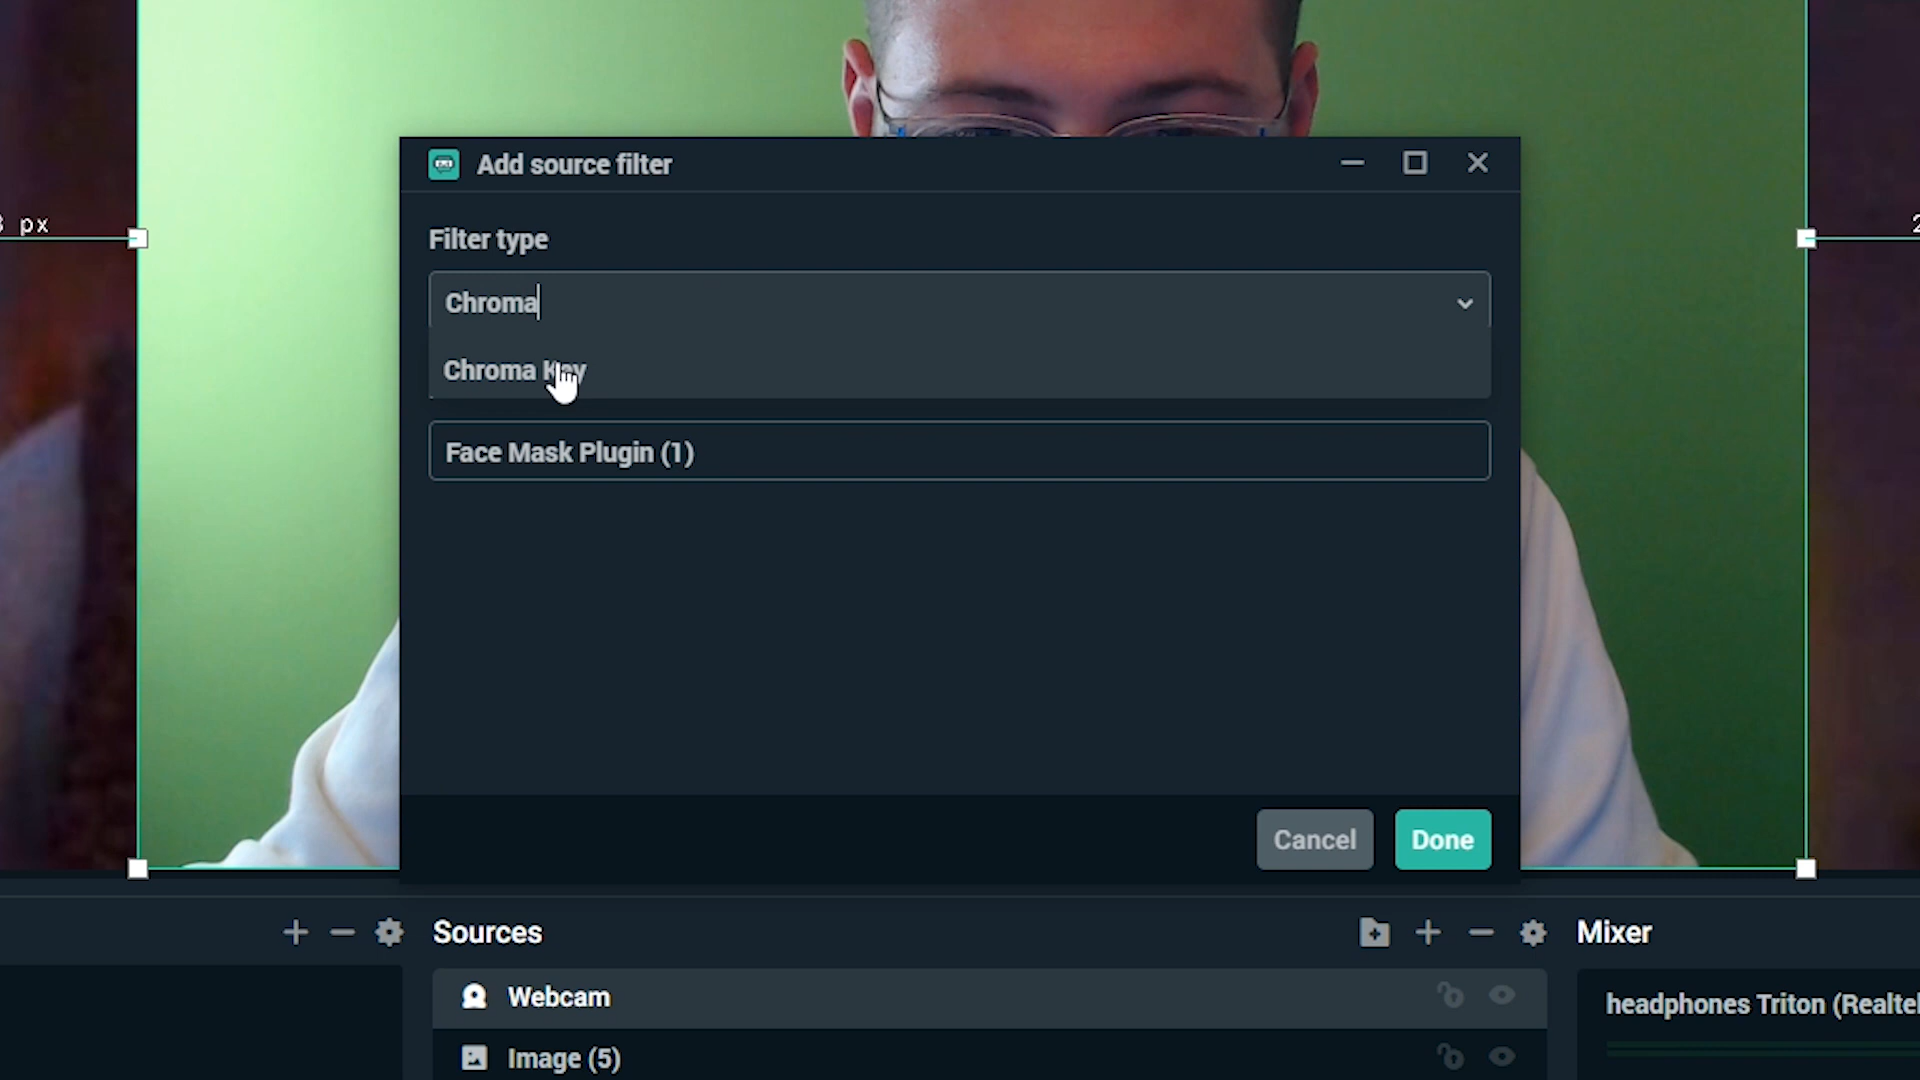 Add source filter
px
Filter type
Chroma
Chroma Key
Face Mask Plugin (1)
Cancel
Done
Sources
Mixer
Webcam
headphones Triton (Realte
Image (5)